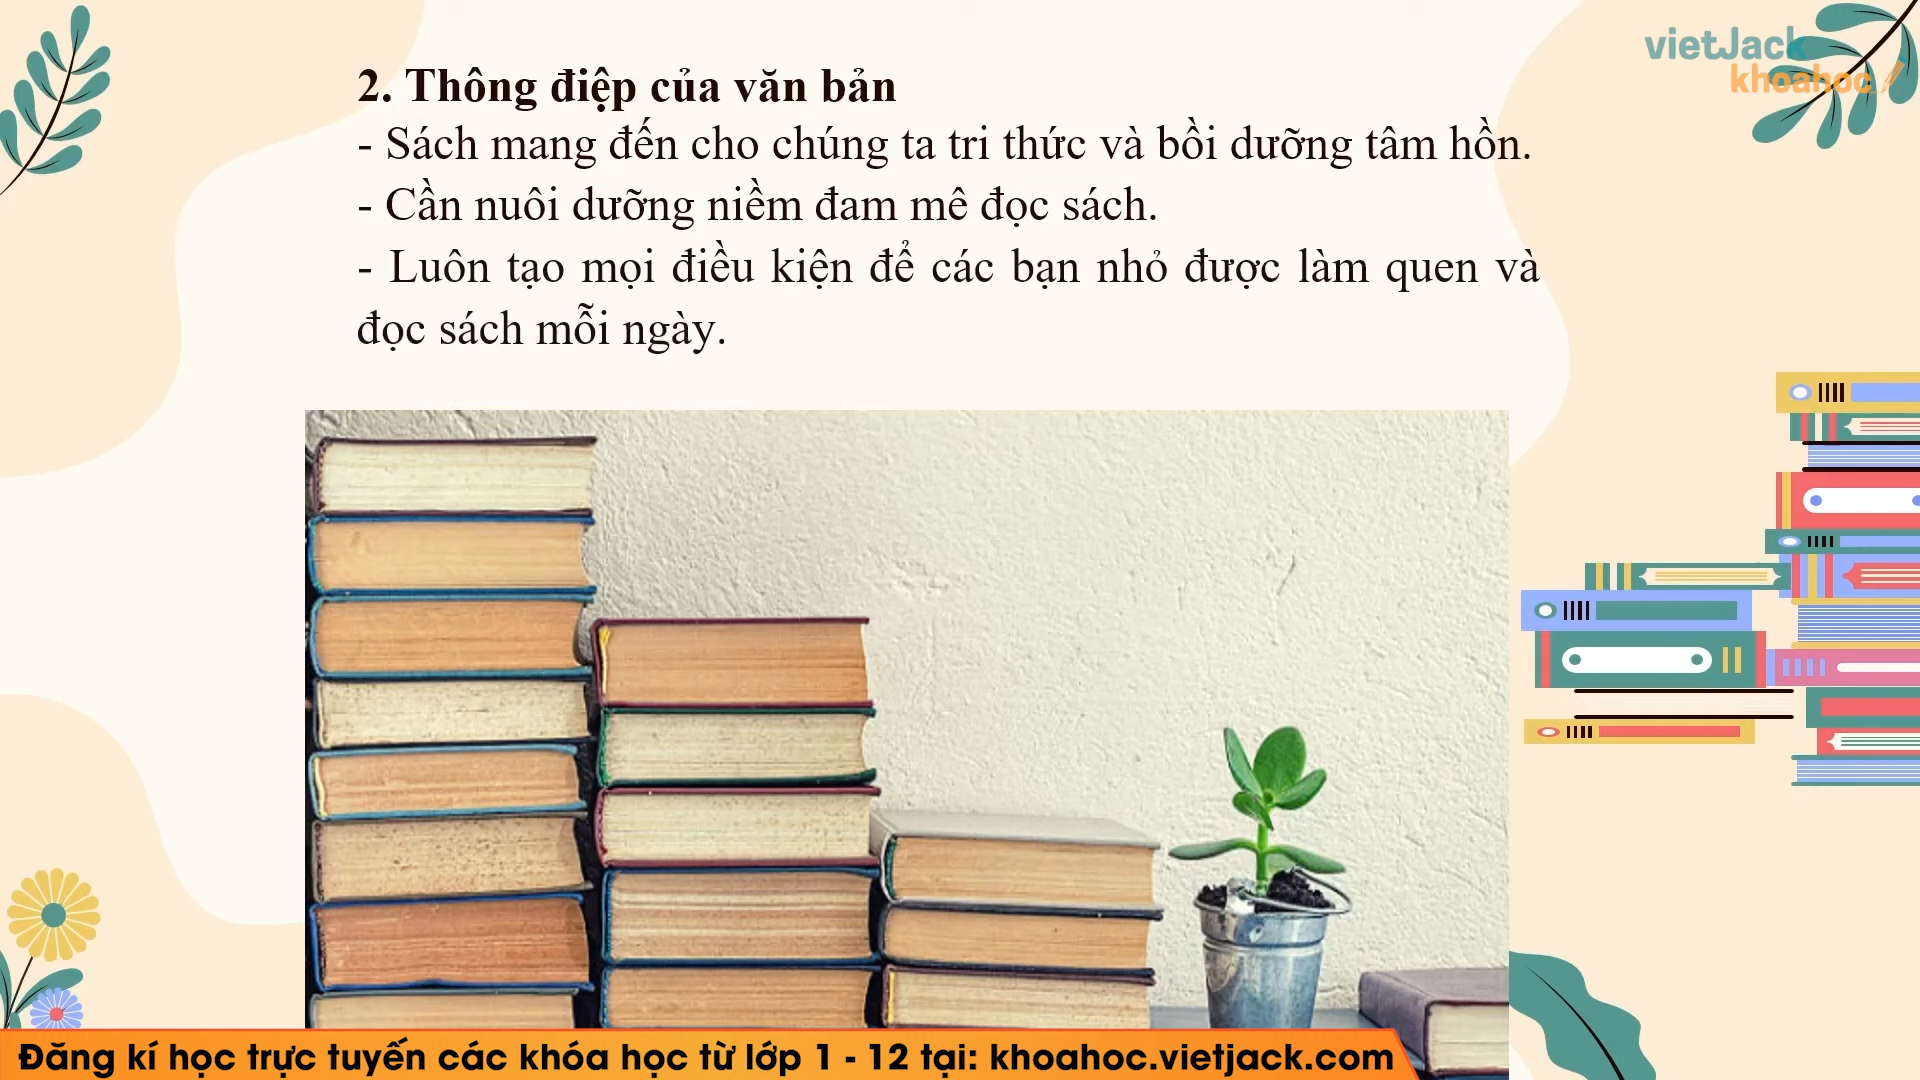 vietJack
khoahoc
2. Thông điệp của văn bản
- Sách mang đến cho chúng ta tri thức và bồi dưỡng tâm hồn.
- Cần nuôi dưỡng niềm đam mê đọc sách.
- Luôn tạo mọi điều kiện để các bạn nhỏ được làm quen và
đọc sách mỗi ngày.
Đăng kí học trực tuyến các khóa học từ lớp 1 - 12 tại: khoahoc.vietjack.com